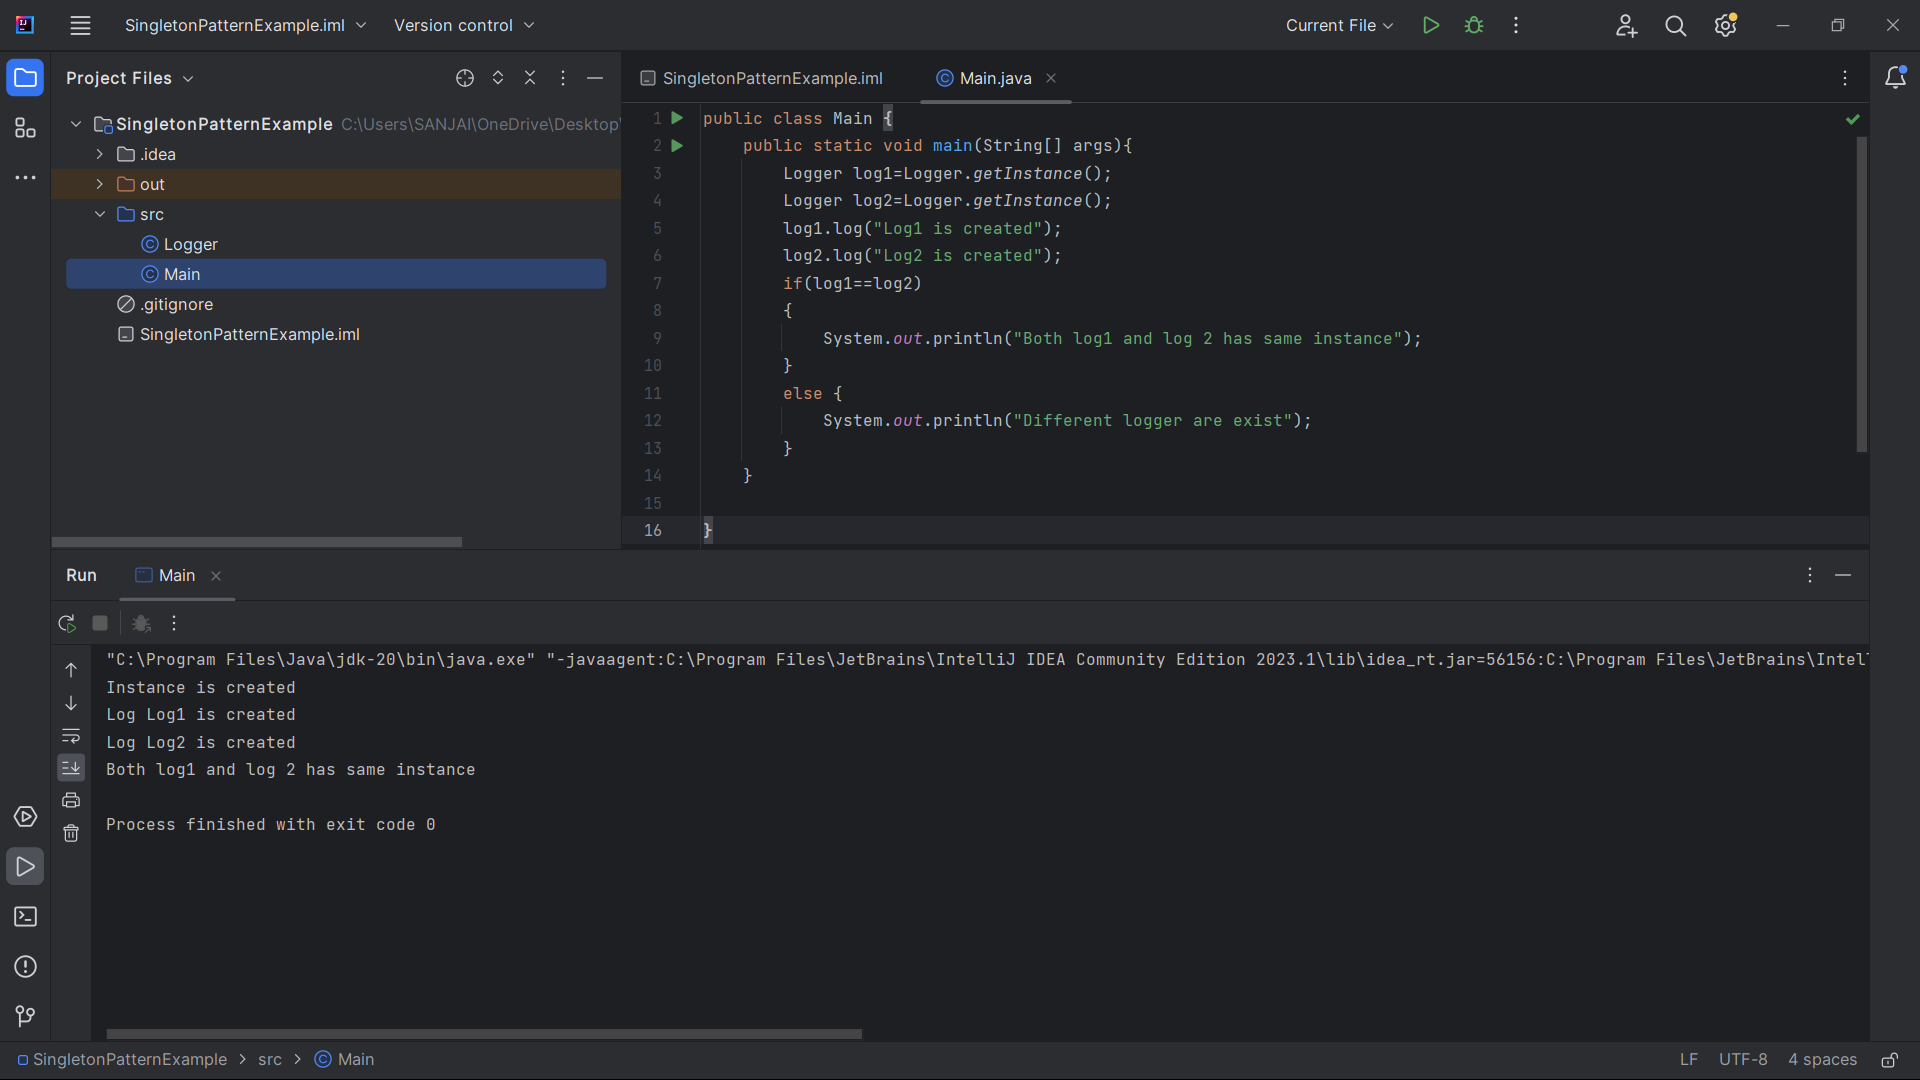 SingletonPatternExample.iml Version control Current File
Project Files
SingletonPatternExample C:\Users\SANJAI\OneDrive\Desktop\
.idea
out
src
Logger
Main
.gitignore
SingletonPatternExample.iml
SingletonPatternExample.iml Main.java
1 public class Main {
2 public static void main(String[] args){
3 Logger log1=Logger.getInstance();
4 Logger log2=Logger.getInstance();
5 log1.log("Log1 is created");
6 log2.log("Log2 is created");
7 if(log1==log2)
8 {
9 System.out.println("Both log1 and log 2 has same instance");
10 }
11 else {
12 System.out.println("Different logger are exist");
13 }
14 }
15
16 }
Run Main
"C:\Program Files\Java\jdk-20\bin\java.exe" "-javaagent:C:\Program Files\JetBrains\IntelliJ IDEA Community Edition 2023.1\lib\idea_rt.jar=56156:C:\Program Files\JetBrains\Intel
Instance is created
Log Log1 is created
Log Log2 is created
Both log1 and log 2 has same instance
Process finished with exit code 0
SingletonPatternExample > src > Main LF UTF-8 4 spaces